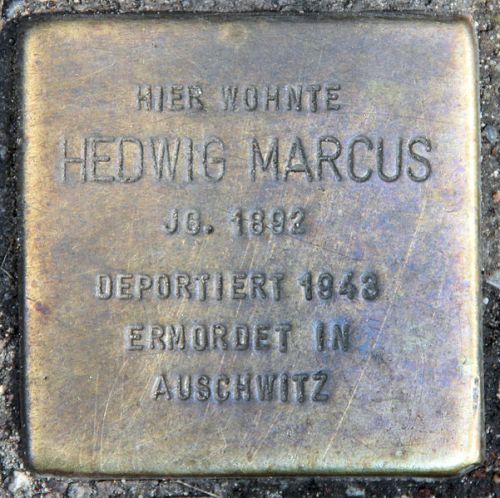 HIER WOHNTE
HEDWIG MARCUS
JG. 1892
DEPORTIERT 1943
ERMORDET IN
AUSCHWITZ